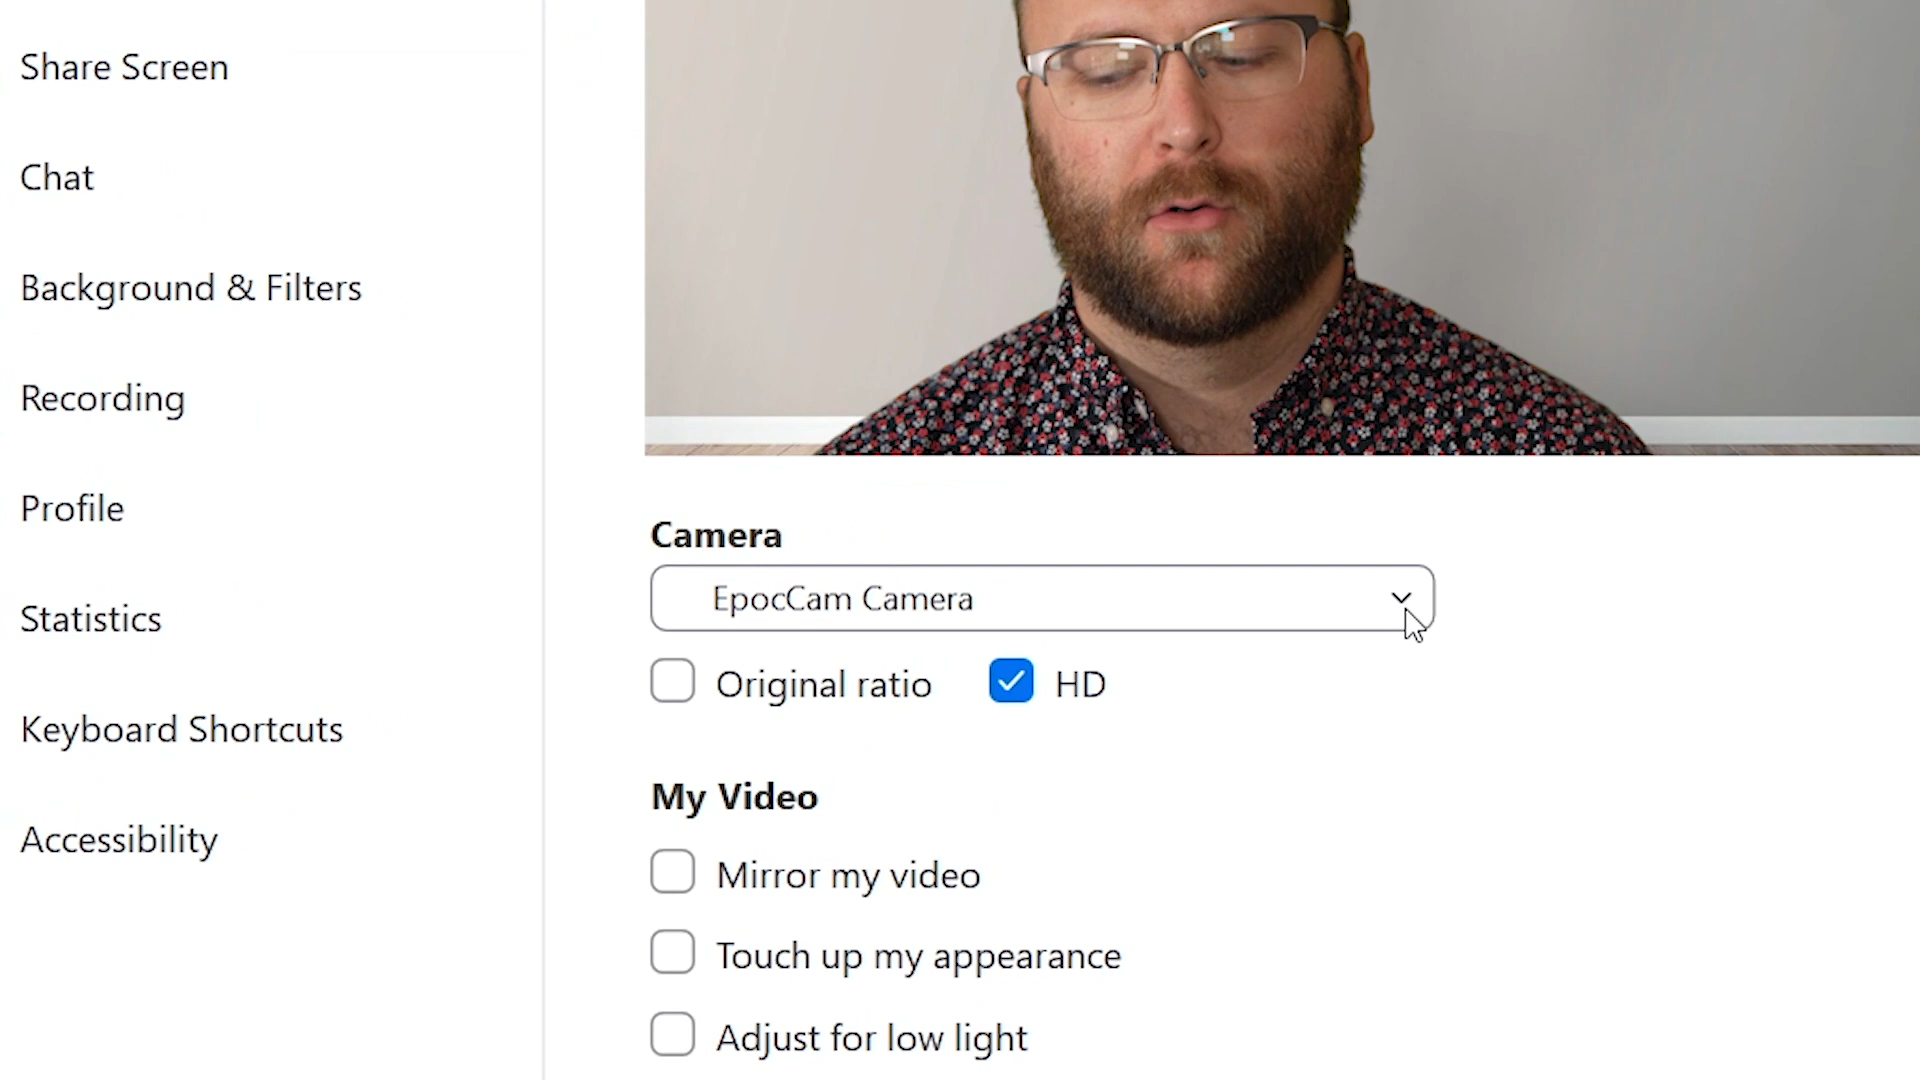 Share Screen
Chat
Background & Filters
Recording
Profile
Statistics
Keyboard Shortcuts
Accessibility
Camera
EpocCam Camera
Original ratio
HD
My Video
Mirror my video
Touch up my appearance
Adjust for low light